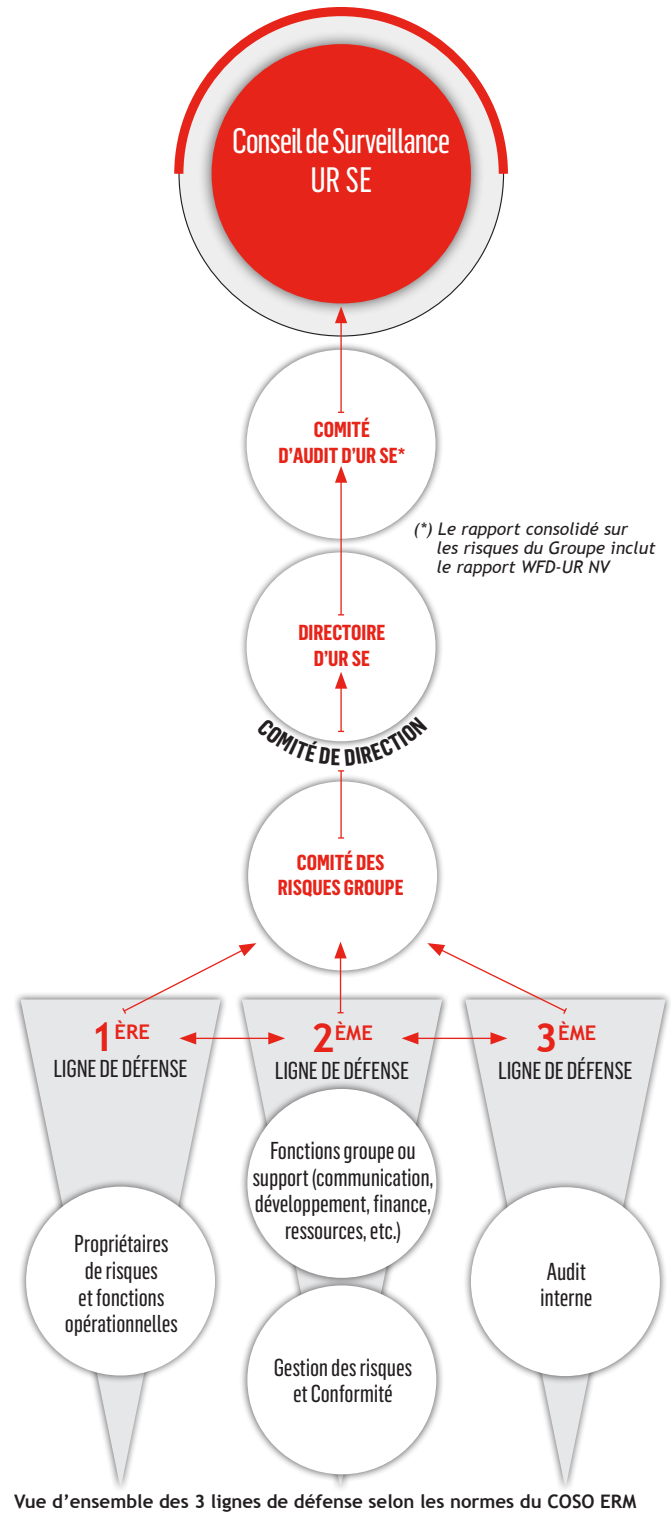 Conseil de Surveillance
UR SE
COMITÉ
D'AUDIT D'UR SE*
(*) Le rapport consolidé sur
les risques du Groupe inclut
le rapport WFD-UR NV
DIRECTOIRE
D'UR SE
COMITÉ DE DIRECTION
COMITÉ DES
RISQUES GROUPE
1ÈRE
LIGNE DE DÉFENSE
2ÈME
LIGNE DE DÉFENSE
3ÈME
LIGNE DE DÉFENSE
Fonctions groupe ou
support (communication,
développement, finance,
ressources, etc.)
Propriétaires
de risques
et fonctions
opérationnelles
Audit
interne
Gestion des risques
et Conformité
Vue d'ensemble des 3 lignes de défense selon les normes du COSO ERM